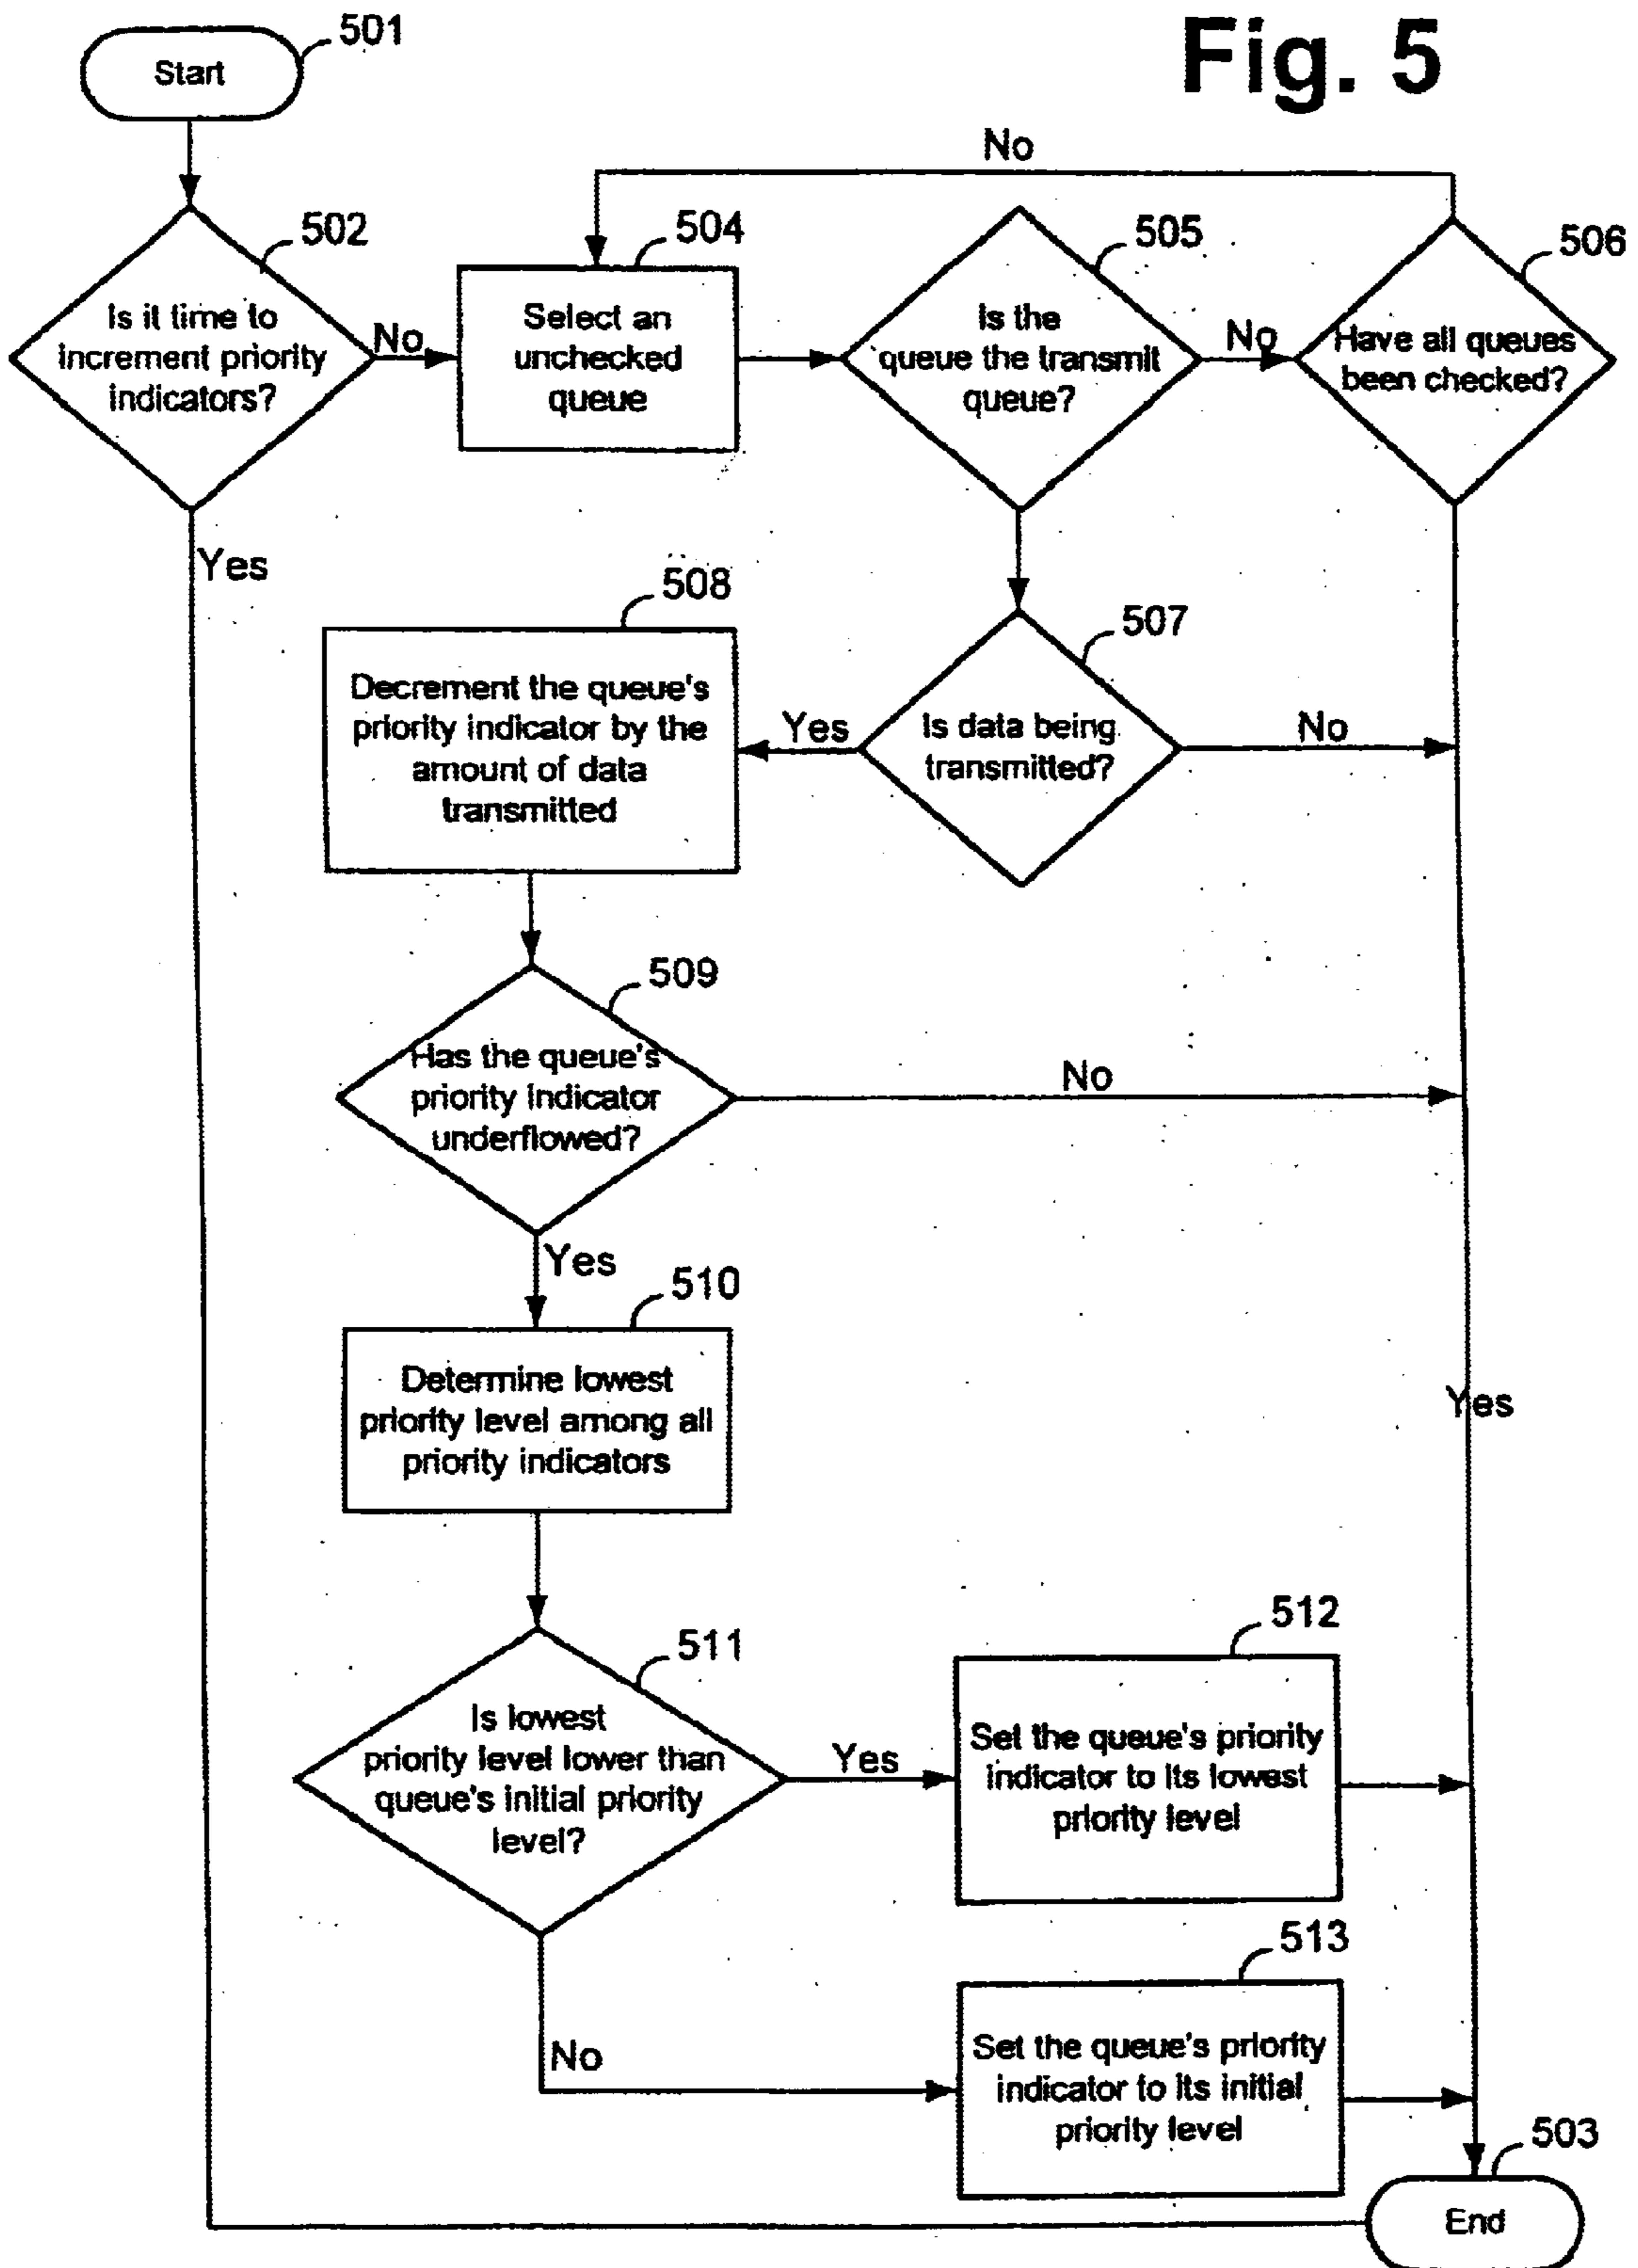 Fig. 5
501
Start
No
502
504
505
506
Is it time to
increment priority
indicators?
No
Select an
unchecked
queue
Is the
queue the transmit
queue?
No
Have all queues
been checked?
Yes
508
507
Decrement the queue's
priority indicator by the
amount of data
transmitted
Yes
Is data being
transmitted?
No
509
Has the queue's
priority indicator
underflowed?
No
Yes
510
Determine lowest
priority level among all
priority indicators
Yes
511
512
Is lowest
priority level lower than
queue's initial priority
level?
Yes
Set the queue's priority
indicator to its lowest
priority level
513
No
Set the queue's priority
indicator to its initial
priority level
503
End